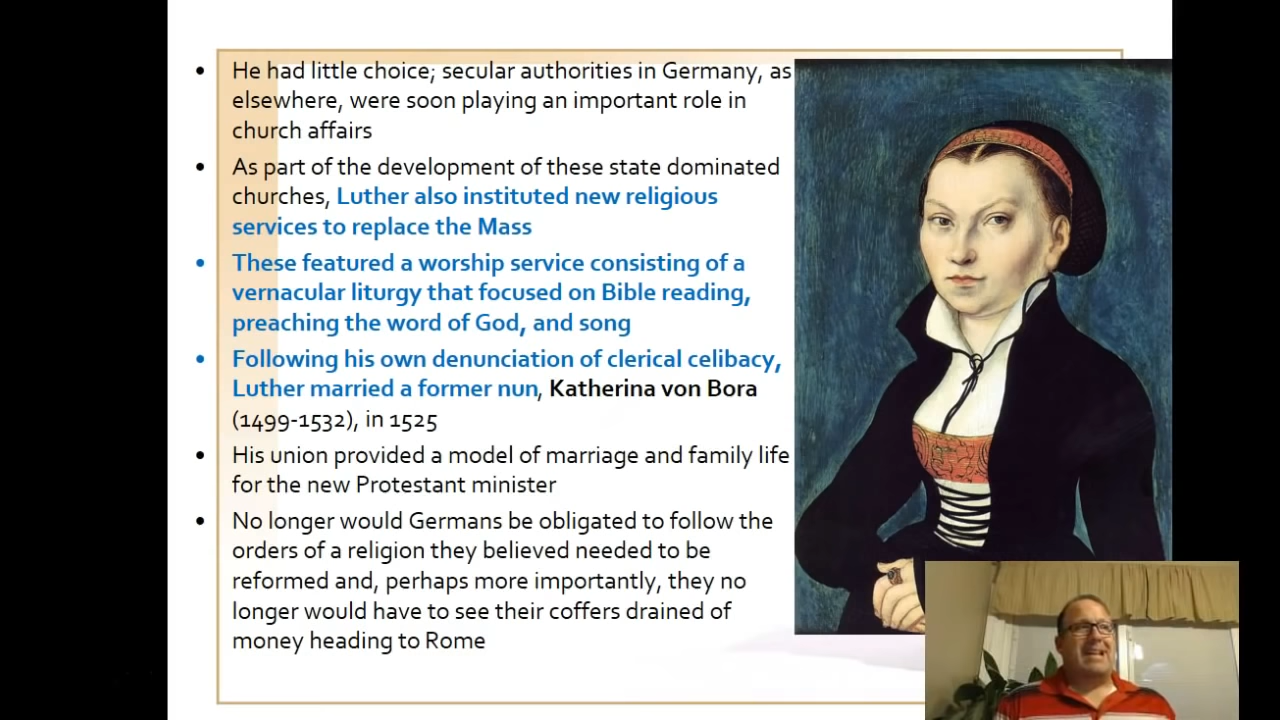 • He had little choice; secular authorities in Germany, as
elsewhere, were soon playing an important role in
church affairs
• As part of the development of these state dominated
churches, Luther also instituted new religious
services to replace the Mass
• These featured a worship service consisting of a
vernacular liturgy that focused on Bible reading,
preaching the word of God, and song
• Following his own denunciation of clerical celibacy,
Luther married a former nun, Katherina von Bora
(1499-1532), in 1525
• His union provided a model of marriage and family life
for the new Protestant minister
• No longer would Germans be obligated to follow the
orders of a religion they believed needed to be
reformed and, perhaps more importantly, they no
longer would have to see their coffers drained of
money heading to Rome